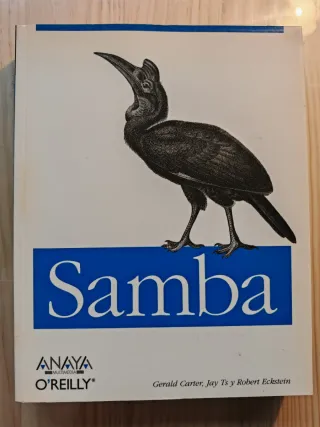 Samba
ANAYA
MULTIMEDIA
O'REILLY®
Gerald Carter, Jay Ts y Robert Eckstein